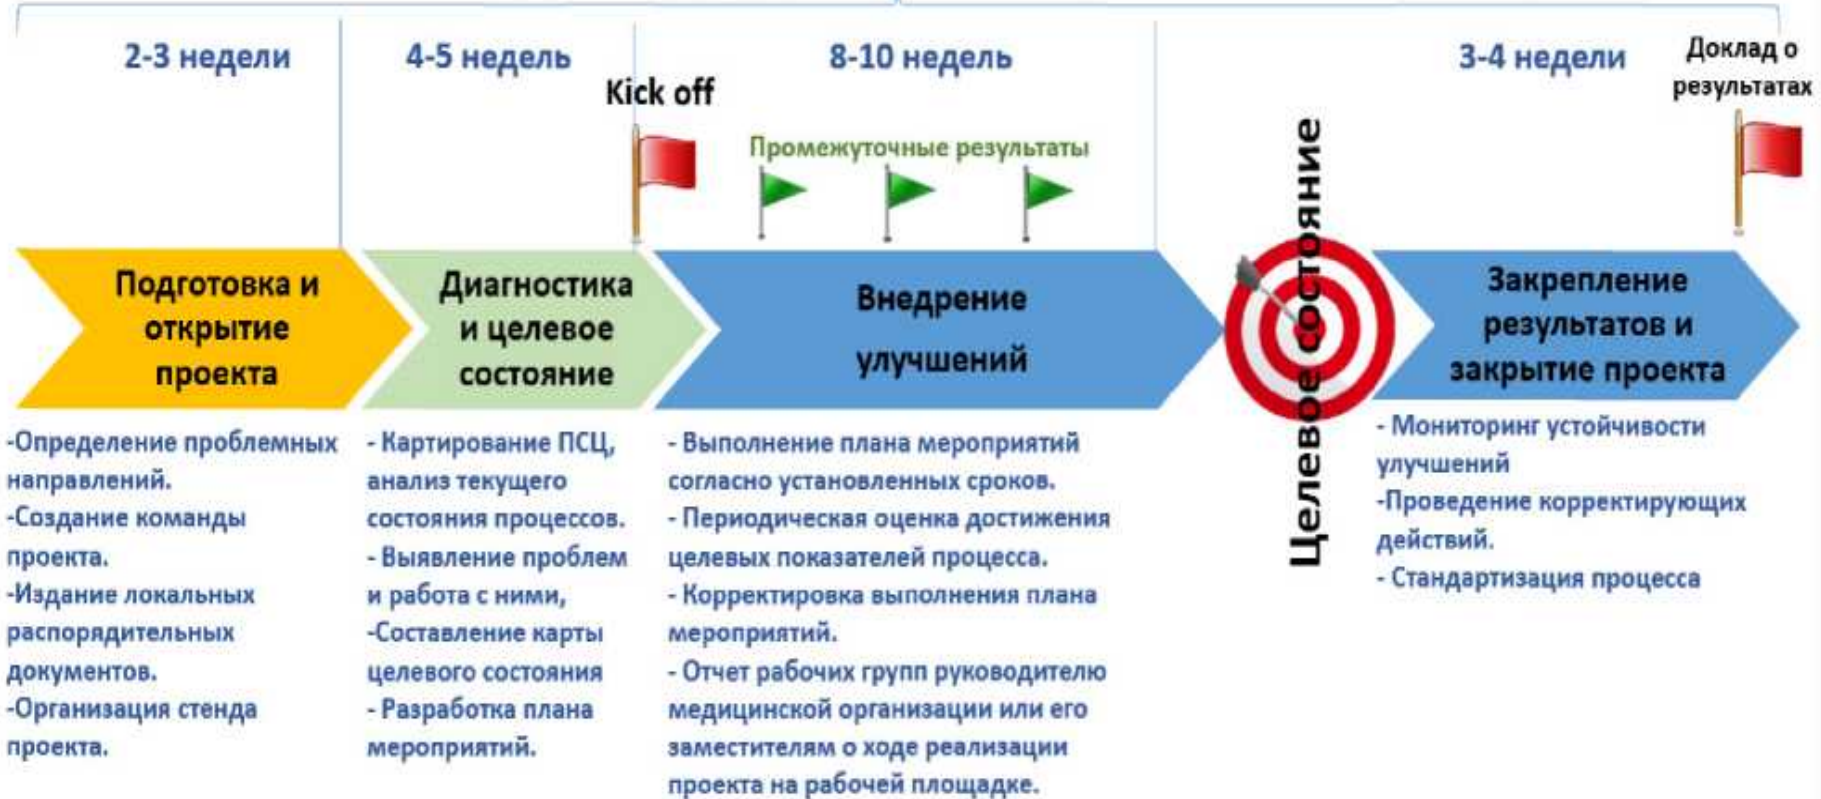 2-3 недели
4-5 недель
8-10 недель
3-4 недели
Доклад о
результатах
Kick off
Промежуточные результаты
Подготовка и
открытие
проекта
Диагностика
и целевое
состояние
Внедрение
улучшений
Целевое состояние
Закрепление
результатов и
закрытие проекта
-Определение проблемных
направлений.
-Создание команды
проекта.
-Издание локальных
распорядительных
документов.
-Организация стенда
проекта.
- Картирование ПСЦ,
анализ текущего
состояния процессов.
- Выявление проблем
и работа с ними,
-Составление карты
целевого состояния
- Разработка плана
мероприятий.
- Выполнение плана мероприятий
согласно установленных сроков.
- Периодическая оценка достижения
целевых показателей процесса.
- Корректировка выполнения плана
мероприятий.
- Отчет рабочих групп руководителю
медицинской организации или его
заместителям о ходе реализации
проекта на рабочей площадке.
- Мониторинг устойчивости
улучшений
-Проведение корректирующих
действий.
- Стандартизация процесса